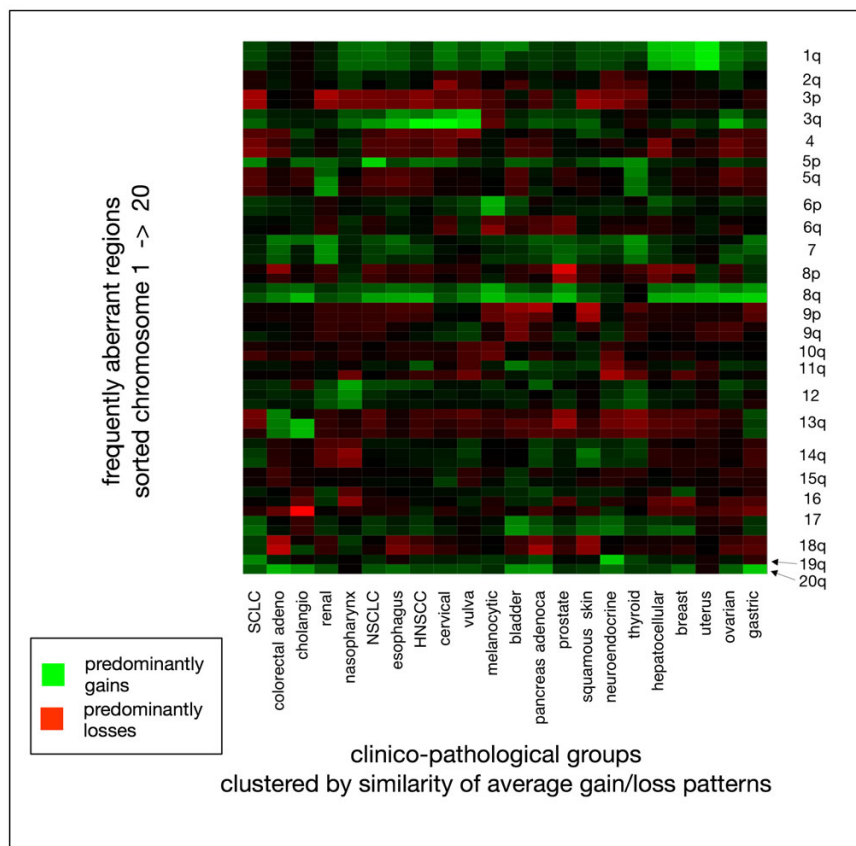 frequently aberrant regions
sorted chromosome 1 -> 20
1q
2q
3p
3q
4
5p
5q
6p
6q
7
8p
8q
9p
9q
10q
11q
12
13q
14q
15q
16
17
18q
19q
20q
SCLC
colorectal adeno
cholangio
renal
nasopharynx
NSCLC
esophagus
HNSCC
cervical
vulva
melanocytic
bladder
pancreas adenoca
prostate
squamous skin
neuroendocrine
thyroid
hepatocellular
breast
uterus
ovarian
gastric
predominantly
gains
predominantly
losses
clinico-pathological groups
clustered by similarity of average gain/loss patterns